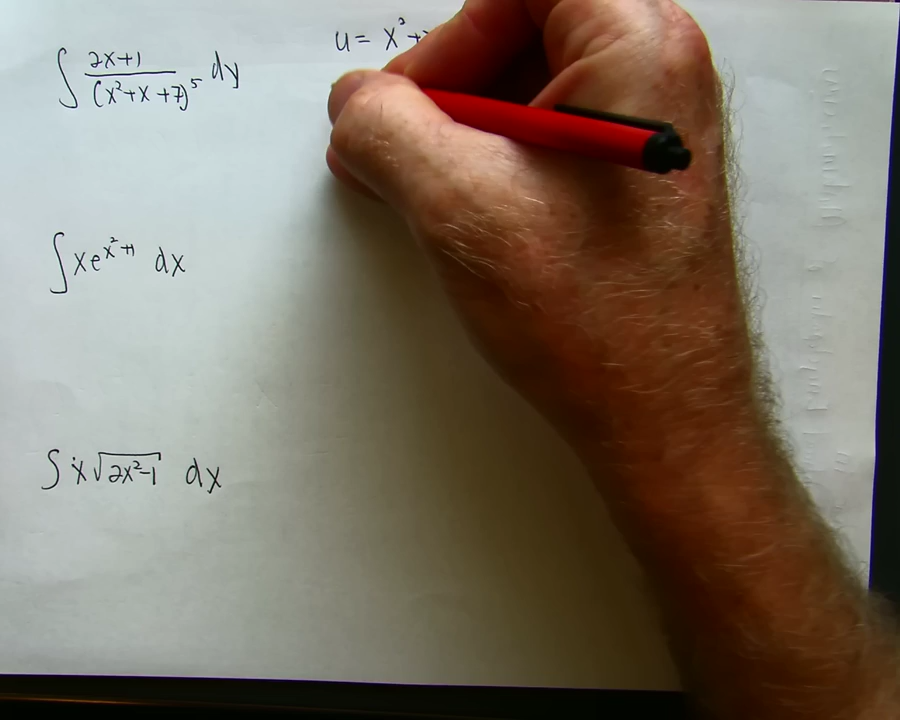 ∫ 2x+1 / (x²+x+7)⁵ dy
u = x²+
∫ xe^(x²+1) dx
∫ x√(2x²-1) dx